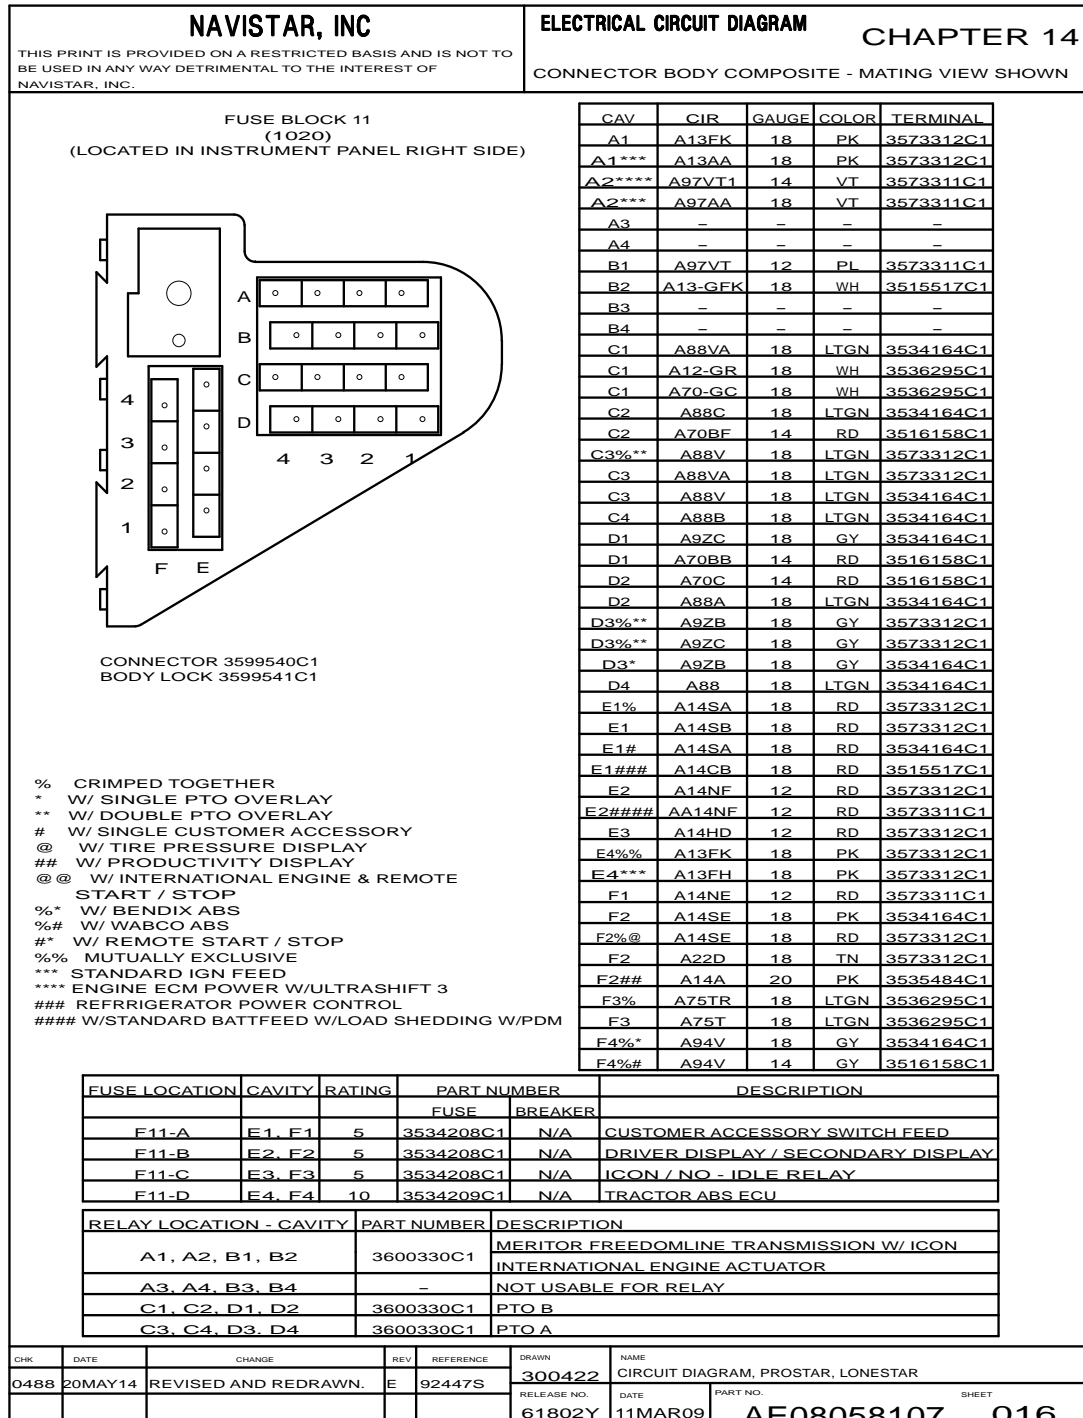 NAVISTAR, INC
THIS PRINT IS PROVIDED ON A RESTRICTED BASIS AND IS NOT TO
BE USED IN ANY WAY DETRIMENTAL TO THE INTEREST OF
NAVISTAR, INC.
ELECTRICAL CIRCUIT DIAGRAM
CHAPTER 14
CONNECTOR BODY COMPOSITE - MATING VIEW SHOWN
FUSE BLOCK 11
(1020)
(LOCATED IN INSTRUMENT PANEL RIGHT SIDE)
A
B
C
D
4 3 2 1
4
3
2
1
F E
CONNECTOR 3599540C1
BODY LOCK 3599541C1
% CRIMPED TOGETHER
* W/ SINGLE PTO OVERLAY
** W/ DOUBLE PTO OVERLAY
# W/ SINGLE CUSTOMER ACCESSORY
@ W/ TIRE PRESSURE DISPLAY
## W/ PRODUCTIVITY DISPLAY
@@ W/ INTERNATIONAL ENGINE & REMOTE
START / STOP
%* W/ BENDIX ABS
%# W/ WABCO ABS
#* W/ REMOTE START / STOP
%% MUTUALLY EXCLUSIVE
*** STANDARD IGN FEED
**** ENGINE ECM POWER W/ULTRASHIFT 3
### REFRRIGERATOR POWER CONTROL
#### W/STANDARD BATTFEED W/LOAD SHEDDING W/PDM
CAV CIR GAUGE COLOR TERMINAL
A1 A13FK 18 PK 3573312C1
A1*** A13AA 18 PK 3573312C1
A2**** A97VT1 14 VT 3573311C1
A2*** A97AA 18 VT 3573311C1
A3 – – – –
A4 – – – –
B1 A97VT 12 PL 3573311C1
B2 A13-GFK 18 WH 3515517C1
B3 – – – –
B4 – – – –
C1 A88VA 18 LTGN 3534164C1
C1 A12-GR 18 WH 3536295C1
C1 A70-GC 18 WH 3536295C1
C2 A88C 18 LTGN 3534164C1
C2 A70BF 14 RD 3516158C1
C3%** A88V 18 LTGN 3573312C1
C3 A88VA 18 LTGN 3573312C1
C3 A88V 18 LTGN 3534164C1
C4 A88B 18 LTGN 3534164C1
D1 A9ZC 18 GY 3534164C1
D1 A70BB 14 RD 3516158C1
D2 A70C 14 RD 3516158C1
D2 A88A 18 LTGN 3534164C1
D3%** A9ZB 18 GY 3573312C1
D3%** A9ZC 18 GY 3573312C1
D3* A9ZB 18 GY 3534164C1
D4 A88 18 LTGN 3534164C1
E1% A14SA 18 RD 3573312C1
E1 A14SB 18 RD 3573312C1
E1# A14SA 18 RD 3534164C1
E1### A14CB 18 RD 3515517C1
E2 A14NF 12 RD 3573312C1
E2#### AA14NF 12 RD 3573311C1
E3 A14HD 12 RD 3573312C1
E4%% A13FK 18 PK 3573312C1
E4*** A13FH 18 PK 3573312C1
F1 A14NE 12 RD 3573311C1
F2 A14SE 18 PK 3534164C1
F2%@ A14SE 18 RD 3573312C1
F2 A22D 18 TN 3573312C1
F2## A14A 20 PK 3535484C1
F3% A75TR 18 LTGN 3536295C1
F3 A75T 18 LTGN 3536295C1
F4%* A94V 18 GY 3534164C1
F4%# A94V 14 GY 3516158C1
FUSE LOCATION CAVITY RATING PART NUMBER DESCRIPTION
FUSE BREAKER
F11-A E1, F1 5 3534208C1 N/A CUSTOMER ACCESSORY SWITCH FEED
F11-B E2, F2 5 3534208C1 N/A DRIVER DISPLAY / SECONDARY DISPLAY
F11-C E3, F3 5 3534208C1 N/A ICON / NO - IDLE RELAY
F11-D E4, F4 10 3534209C1 N/A TRACTOR ABS ECU
RELAY LOCATION - CAVITY PART NUMBER DESCRIPTION
A1, A2, B1, B2 3600330C1 MERITOR FREEDOMLINE TRANSMISSION W/ ICON
INTERNATIONAL ENGINE ACTUATOR
A3, A4, B3, B4 – NOT USABLE FOR RELAY
C1, C2, D1, D2 3600330C1 PTO B
C3, C4, D3. D4 3600330C1 PTO A
CHK DATE CHANGE REV REFERENCE
0488 20MAY14 REVISED AND REDRAWN. E 92447S
DRAWN
300422
NAME
CIRCUIT DIAGRAM, PROSTAR, LONESTAR
RELEASE NO.
61802Y
DATE
11MAR09
PART NO.
AE08058107
SHEET
016